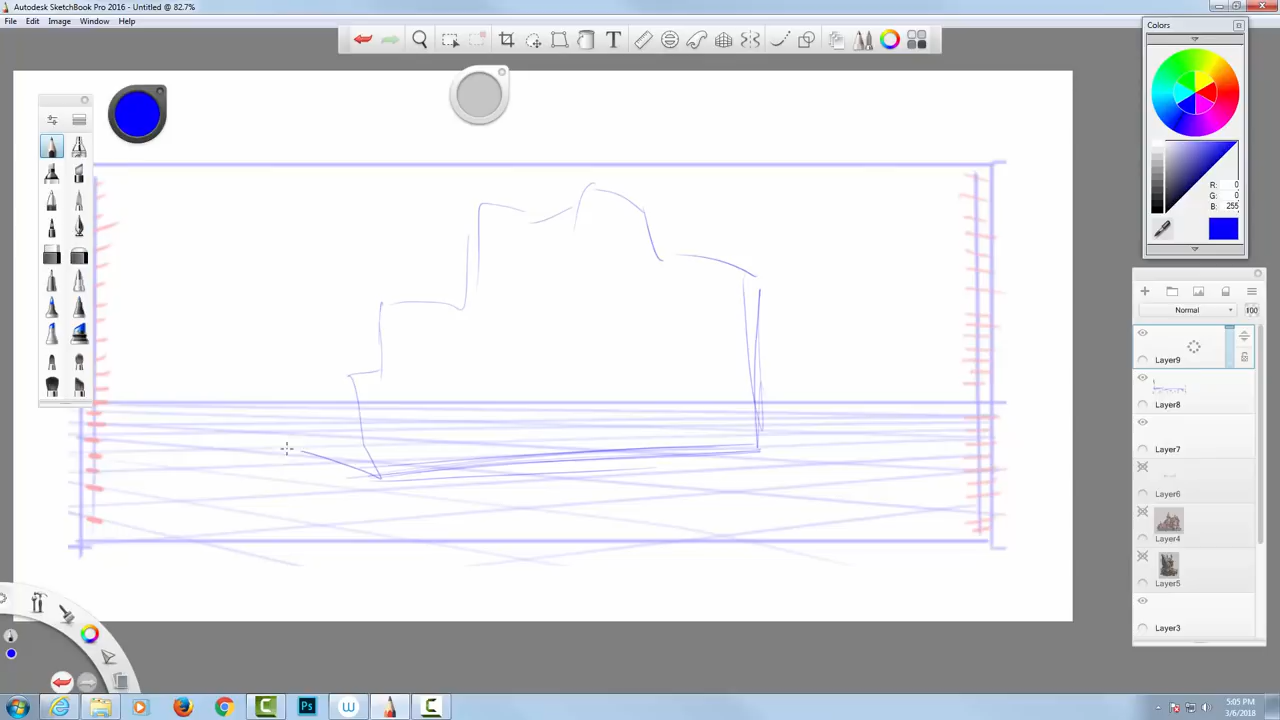 Autodesk SketchBook Pro 2016 - Untitled @ 82.7%
File Edit Image Window Help
Colors
R: 0
G: 0
B: 255
Normal 100
Layer9
Layer8
Layer7
Layer6
Layer4
Layer5
Layer3
Ps
5:05 PM
3/6/2018